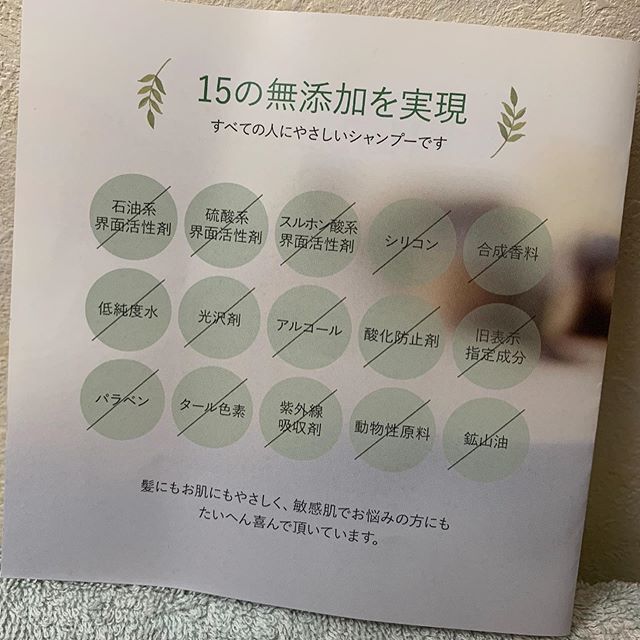 15の無添加を実現
すべての人にやさしいシャンプーです
石油系
界面活性剤
硫酸系
界面活性剤
スルホン酸系
界面活性剤
シリコン
合成香料
低純度水
光沢剤
アルコール
酸化防止剤
旧表示
指定成分
パラベン
タール色素
紫外線
吸収剤
動物性原料
鉱山油
髪にもお肌にもやさしく、敏感肌でお悩みの方にも
たいへん喜んで頂いています。